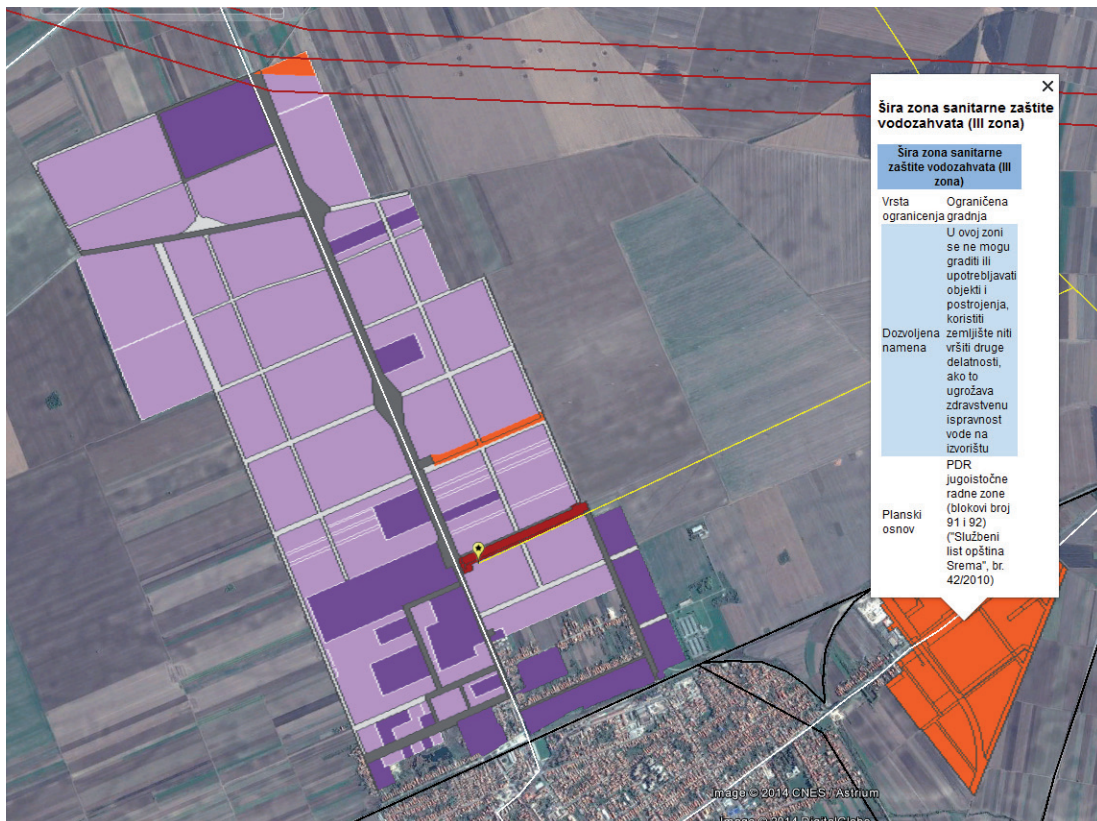 Šira zona sanitarne zaštite
vodozahvata (III zona)
Šira zona sanitarne
zaštite vodozahvata (III
zona)
Vrsta
ogranicenja
Ograničena
gradnja
Dozvoljena
namena
U ovoj zoni
se ne mogu
graditi ili
upotrebljavati
objekti i
postrojenja,
koristiti
zemljište niti
vršiti druge
delatnosti,
ako to
ugrožava
zdravstvenu
ispravnost
vode na
izvorištu
Planski
osnov
PDR
jugoistočne
radne zone
(blokovi broj
91 i 92)
("Službeni
list opština
Srema", br.
42/2010)
Image © 2014 CNES / Astrium
Image © 2014 DigitalGlobe